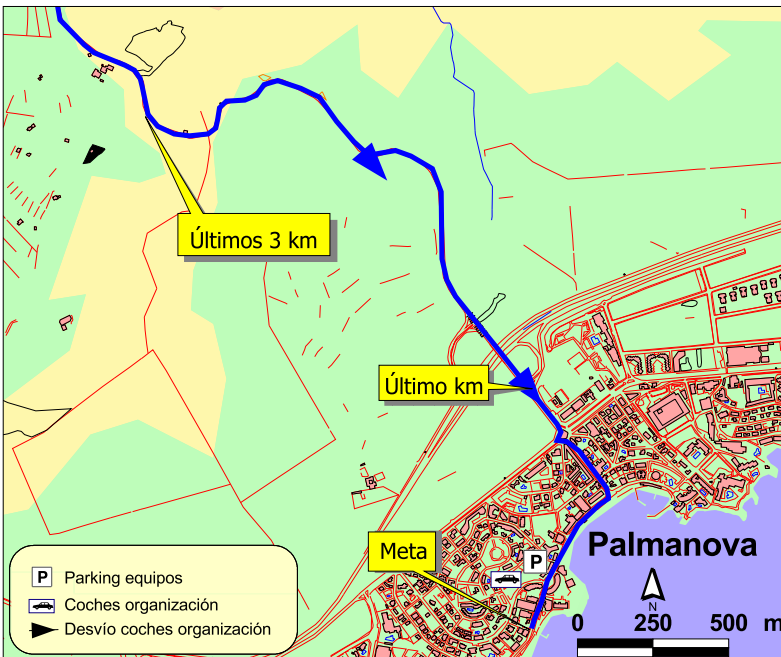 Últimos 3 km
Último km
Meta
P
Palmanova
N
0 250 500 m
P Parking equipos
Coches organización
Desvío coches organización